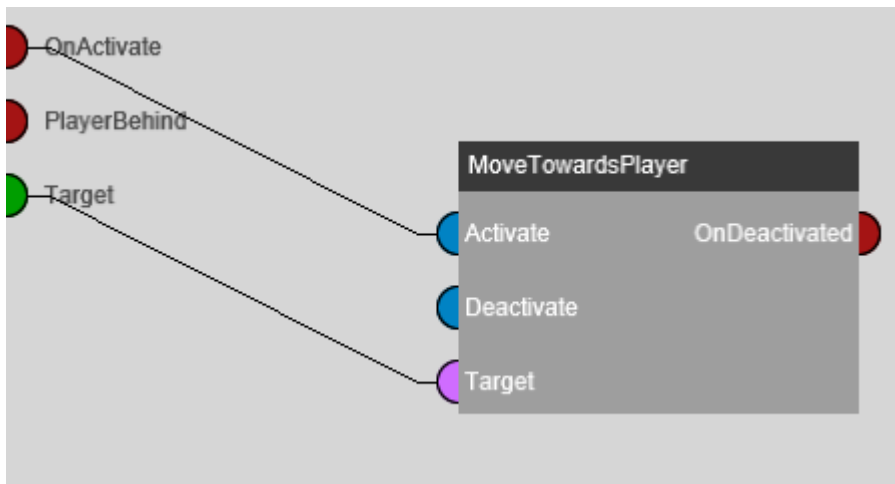 OnActivate
PlayerBehind
Target
MoveTowardsPlayer
Activate
OnDeactivated
Deactivate
Target